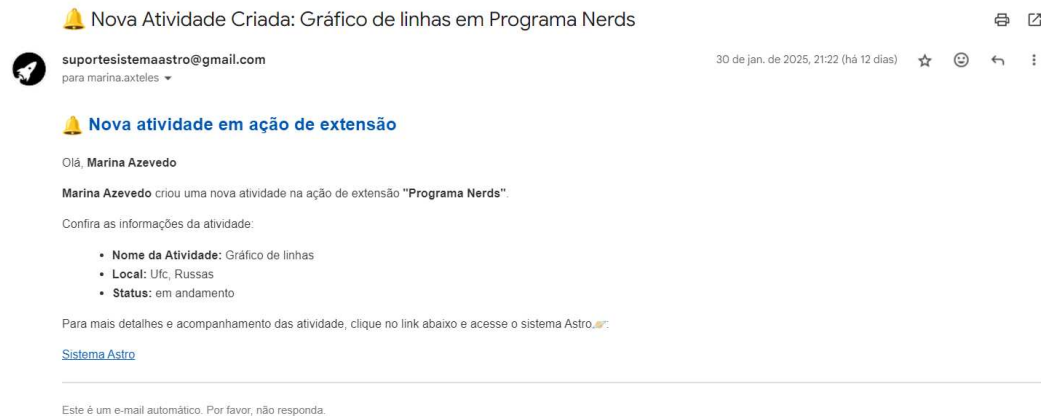 🔔 Nova Atividade Criada: Gráfico de linhas em Programa Nerds
suportesistemaastro@gmail.com
30 de jan. de 2025, 21:22 (há 12 dias)
para marina.axteles
🔔 Nova atividade em ação de extensão
Olá, Marina Azevedo
Marina Azevedo criou uma nova atividade na ação de extensão "Programa Nerds".
Confira as informações da atividade:
• Nome da Atividade: Gráfico de linhas
• Local: Ufc, Russas
• Status: em andamento
Para mais detalhes e acompanhamento das atividade, clique no link abaixo e acesse o sistema Astro🪐:
Sistema Astro
Este é um e-mail automático. Por favor, não responda.